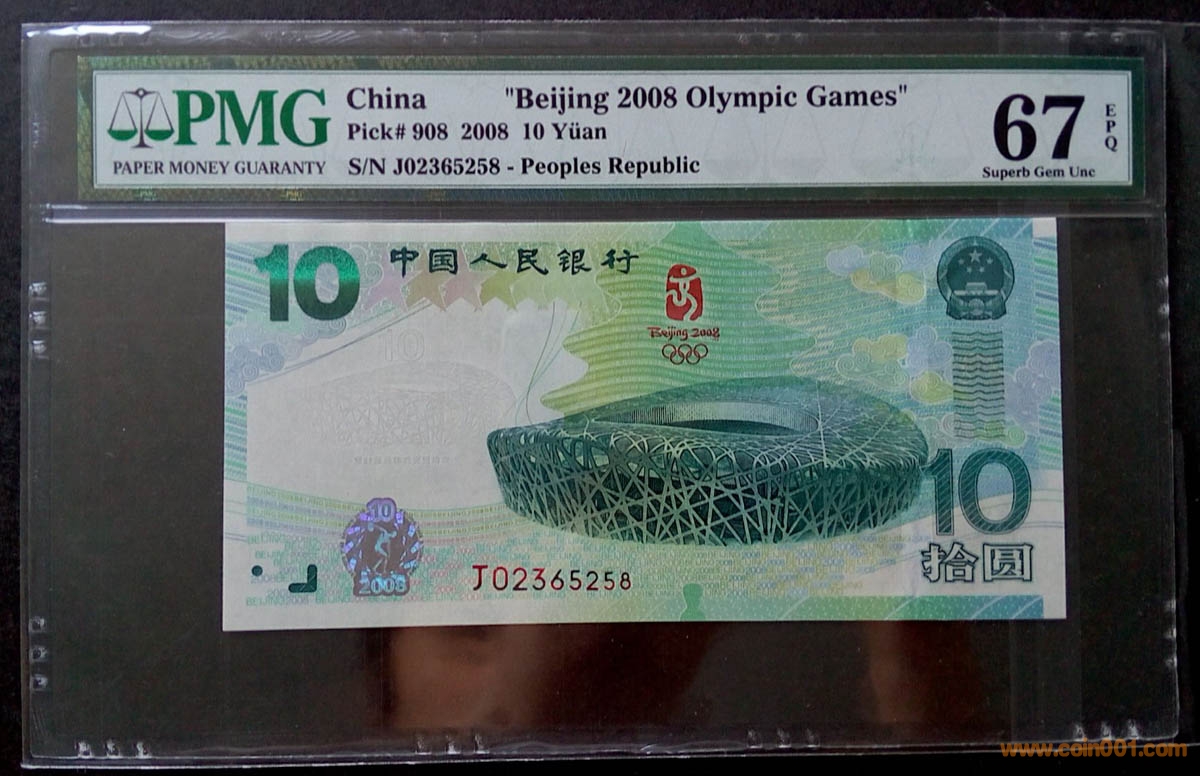 PMG
PAPER MONEY GUARANTY
China "Beijing 2008 Olympic Games"
Pick# 908 2008 10 Yüan
S/N J02365258 - Peoples Republic
67
EPQ
Superb Gem Unc
10
中国人民银行
Beijing 2008
10
10
10
拾圆
2008
J02365258
www.coin001.com